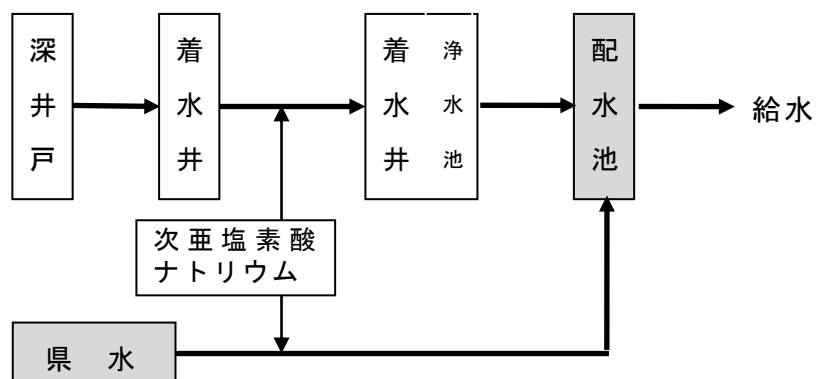 深井戸
着水井
着水井
浄水池
配水池
給水
次亜塩素酸
ナトリウム
県水